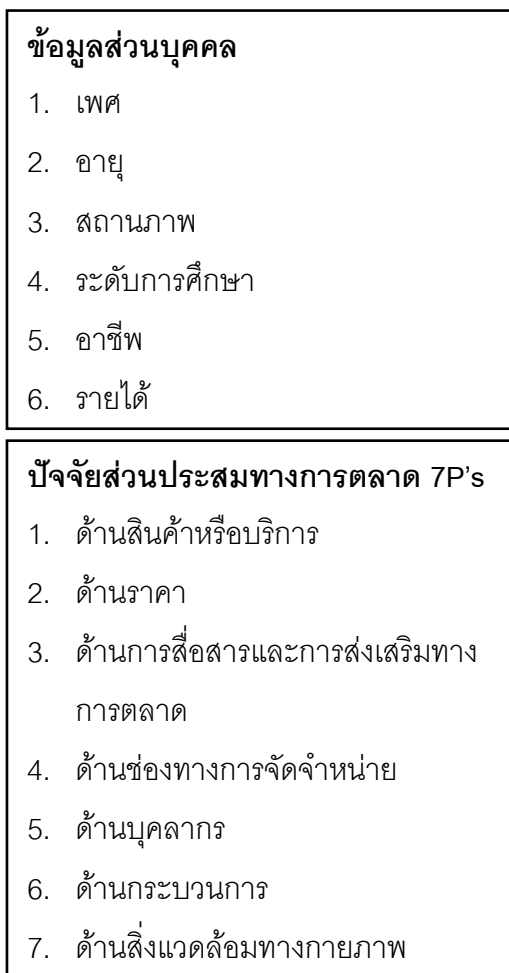 ข้อมูลส่วนบุคคล
1. เพศ
2. อายุ
3. สถานภาพ
4. ระดับการศึกษา
5. อาชีพ
6. รายได้
ปัจจัยส่วนประสมทางการตลาด 7P’s
1. ด้านสินค้าหรือบริการ
2. ด้านราคา
3. ด้านการสื่อสารและการส่งเสริมทาง
การตลาด
4. ด้านช่องทางการจัดจำหน่าย
5. ด้านบุคลากร
6. ด้านกระบวนการ
7. ด้านสิ่งแวดล้อมทางกายภาพ